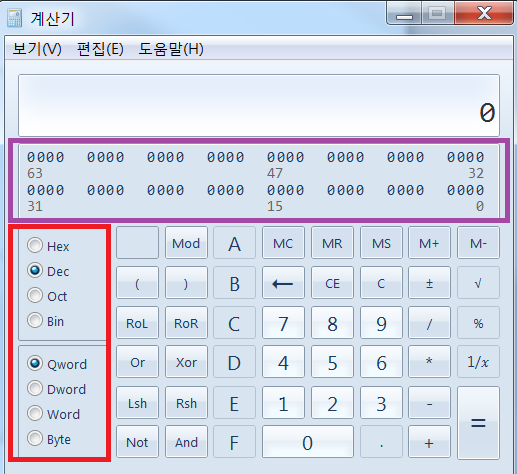 계산기
보기(V) 편집(E) 도움말(H)
0
0000 0000 0000 0000 0000 0000 0000 0000
63 47 32
0000 0000 0000 0000 0000 0000 0000 0000
31 15 0
Hex
Dec
Oct
Bin
Qword
Dword
Word
Byte
Mod A MC MR MS M+ M-
( ) B ← CE C ± √
RoL RoR C 7 8 9 / %
Or Xor D 4 5 6 * 1/x
Lsh Rsh E 1 2 3 - =
Not And F 0 . +